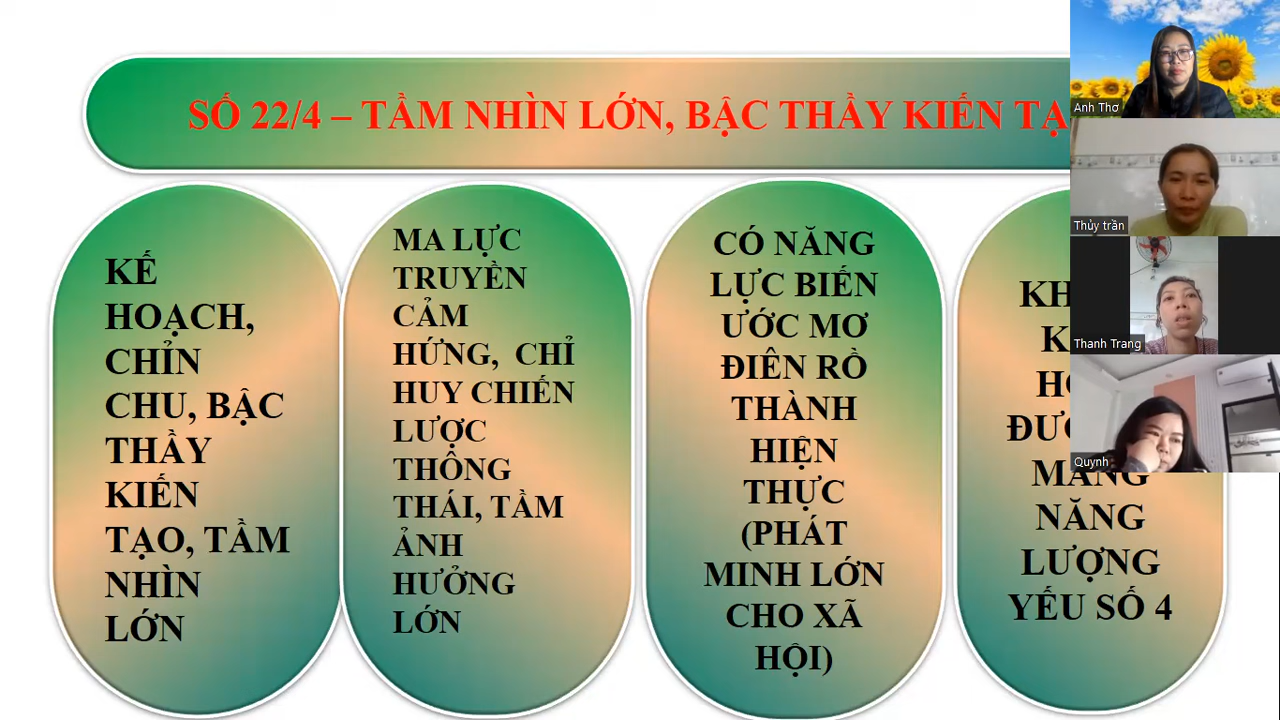 SỐ 22/4 – TẦM NHÌN LỚN, BẬC THẦY KIẾN
KẾ
HOẠCH,
CHỈN
CHU, BẬC
THẦY
KIẾN
TẠO, TẦM
NHÌN
LỚN
MA LỰC
TRUYỀN
CẢM
HỨNG, CHỈ
HUY CHIẾN
LƯỢC
THÔNG
THÁI, TẦM
ẢNH
HƯỞNG
LỚN
CÓ NĂNG
LỰC BIẾN
ƯỚC MƠ
ĐIÊN RỒ
THÀNH
HIỆN
THỰC
(PHÁT
MINH LỚN
CHO XÃ
HỘI)
MANG
NĂNG
LƯỢNG
YẾU SỐ 4
Anh Thơ
Thủy trần
Thanh Trang
Quynh